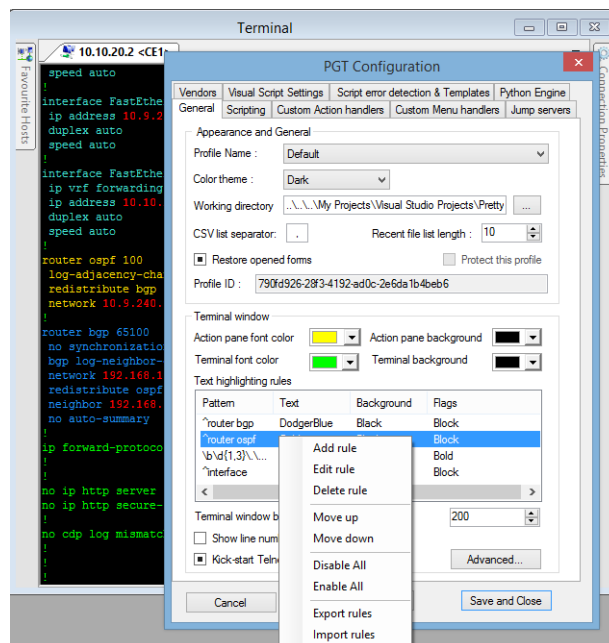 Terminal
10.10.20.2 <CE1>
Favourite Hosts
Connection Properties
speed auto
!
interface FastEthe
ip address 10.9.2
duplex auto
speed auto
!
interface FastEthe
ip vrf forwarding
ip address 10.10.
duplex auto
speed auto
!
router ospf 100
log-adjacency-cha
redistribute bgp
network 10.9.240.
!
router bgp 65100
no synchronizatio
bgp log-neighbor-
network 192.168.1
redistribute ospf
neighbor 192.168.
no auto-summary
!
ip forward-protoco
!
!
no ip http server
no ip http secure-
!
no cdp log mismatc
!
!
!
PGT Configuration
Vendors Visual Script Settings Script error detection & Templates Python Engine
General Scripting Custom Action handlers Custom Menu handlers Jump servers
Appearance and General
Profile Name : Default
Color theme : Dark
Working directory ..\..\..\My Projects\Visual Studio Projects\Pretty ...
CSV list separator: , Recent file list length : 10
Restore opened forms Protect this profile
Profile ID : 790fd926-28f3-4192-ad0c-2e6da1b4beb6
Terminal window
Action pane font color Action pane background
Terminal font color Terminal background
Text highlighting rules
Pattern Text Background Flags
^router bgp DodgerBlue Black Block
^router ospf Block
\b\d{1,3}\.\... Bold
^interface Block
Terminal window b 200
Show line num
Kick-start Teln Advanced...
Cancel Save and Close
Add rule
Edit rule
Delete rule
Move up
Move down
Disable All
Enable All
Export rules
Import rules